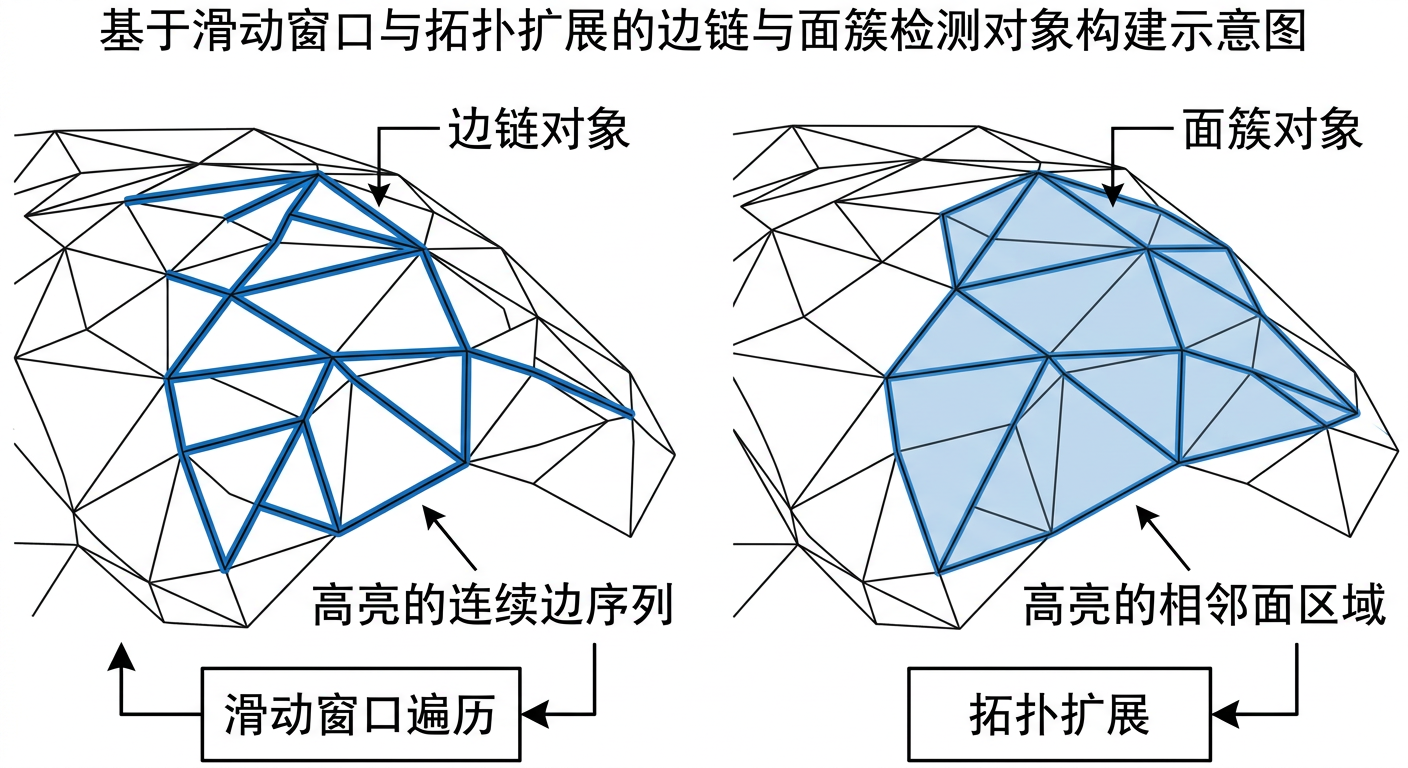 基于滑动窗口与拓扑扩展的边链与面簇检测对象构建示意图
边链对象
高亮的连续边序列
滑动窗口遍历
面簇对象
高亮的相邻面区域
拓扑扩展